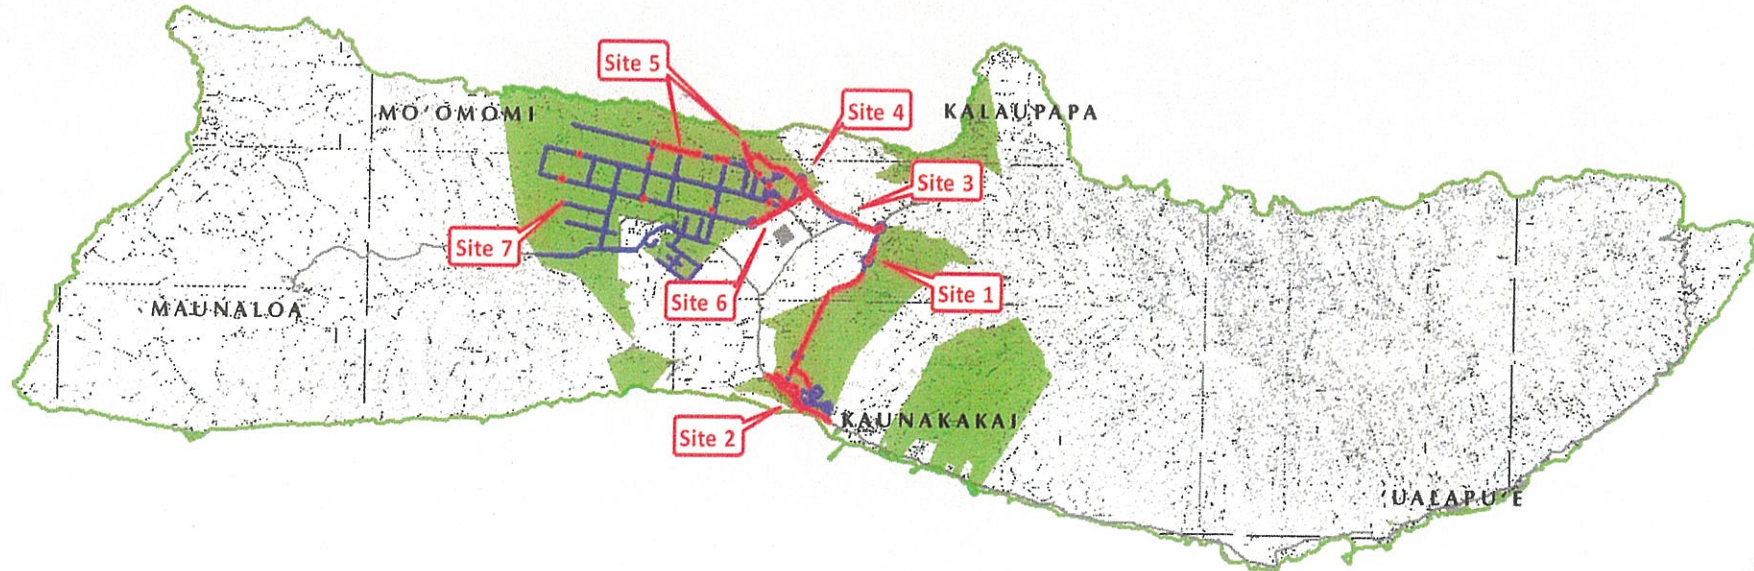 Site 5
Site 4
MO'OMOMI
KALAUPAPA
Site 3
Site 7
Site 6
Site 1
MAUNALOA
KAUNAKAKAI
Site 2
'UALAPU'E